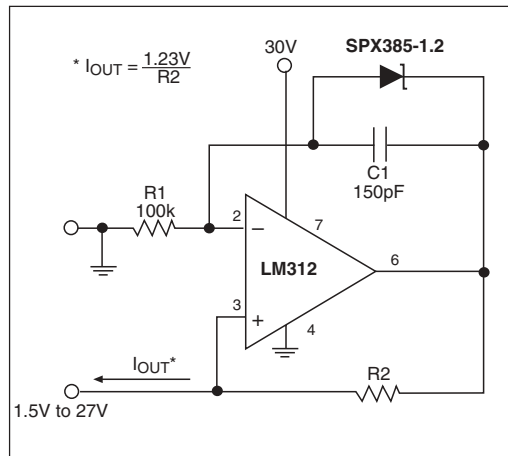 30V
SPX385-1.2
* IOUT = 1.23V
R2
C1
150pF
R1
100k
2
7
−
LM312
6
3
+
4
IOUT*
R2
1.5V to 27V